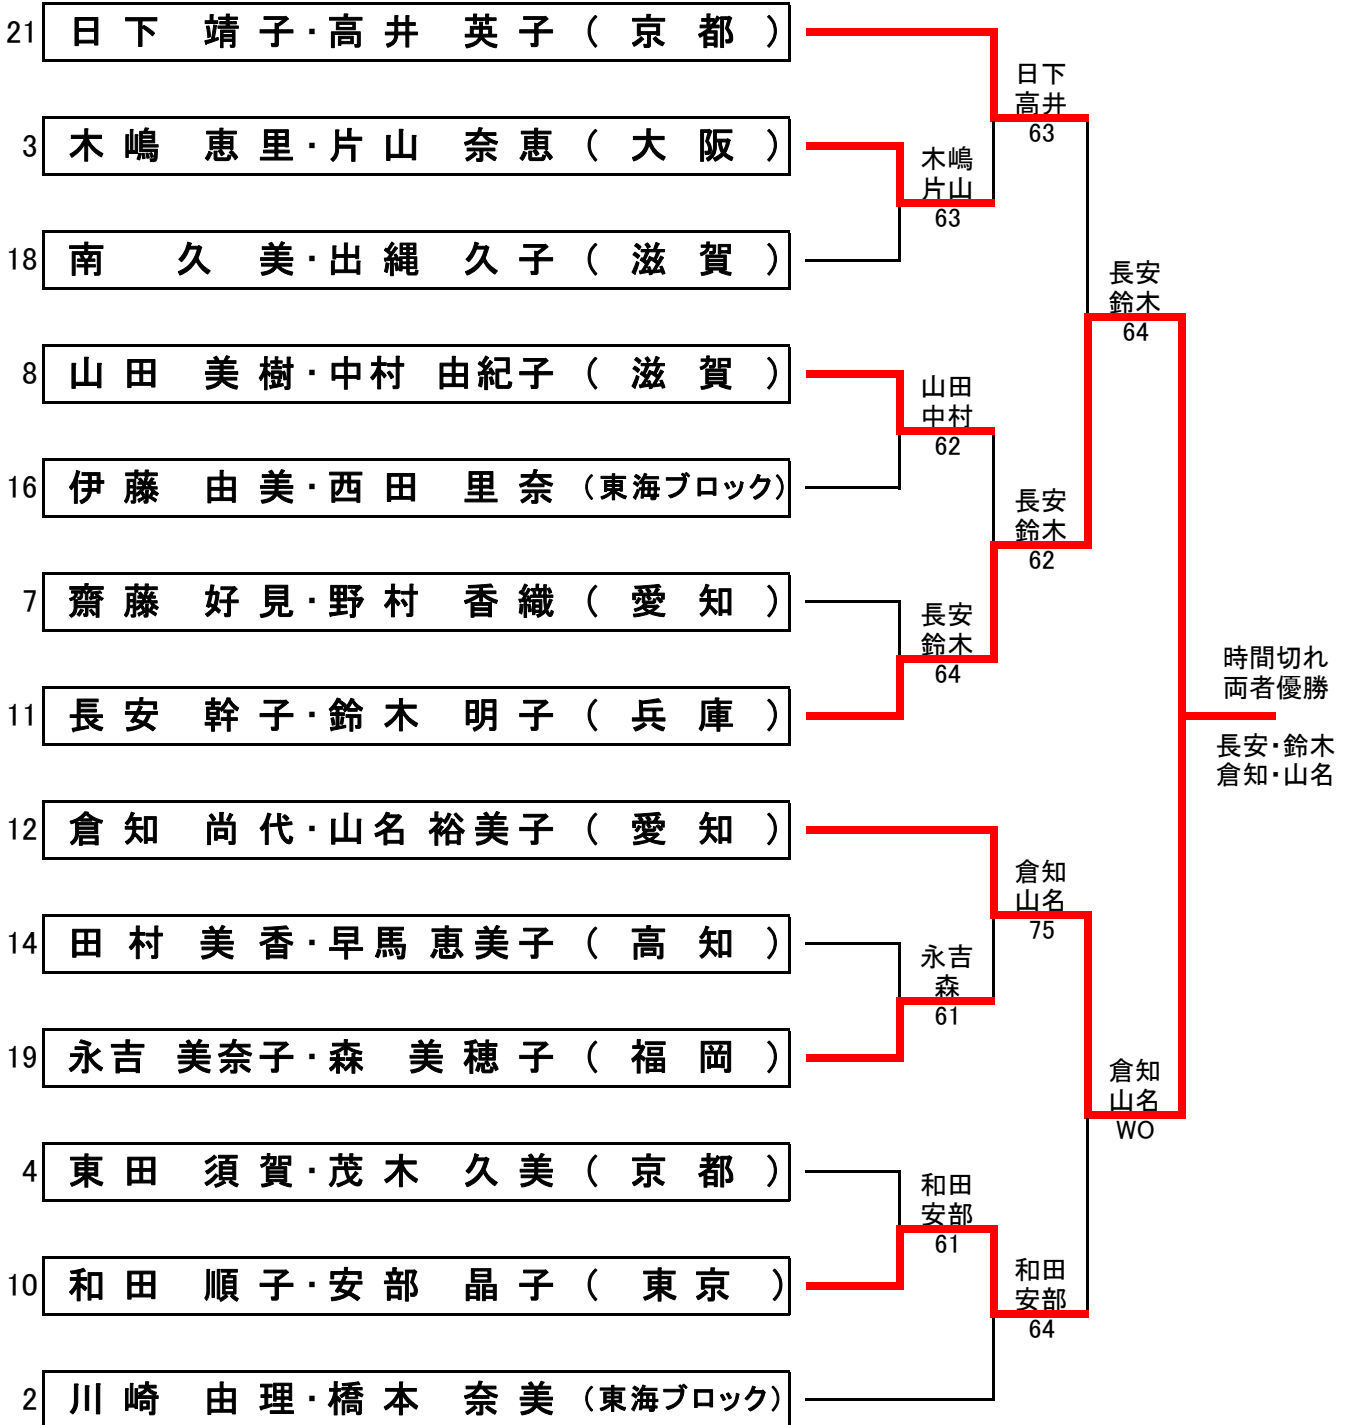 21 日下 靖子・高井 英子 (京都)
3 木嶋 恵里・片山 奈恵 (大阪)
18 南 久美・出縄 久子 (滋賀)
8 山田 美樹・中村 由紀子 (滋賀)
16 伊藤 由美・西田 里奈 (東海ブロック)
7 齋藤 好見・野村 香織 (愛知)
11 長安 幹子・鈴木 明子 (兵庫)
12 倉知 尚代・山名 裕美子 (愛知)
14 田村 美香・早馬 恵美子 (高知)
19 永吉 美奈子・森 美穂子 (福岡)
4 東田 須賀・茂木 久美 (京都)
10 和田 順子・安部 晶子 (東京)
2 川崎 由理・橋本 奈美 (東海ブロック)
木嶋
片山
63
山田
中村
62
長安
鈴木
64
永吉
森
61
和田
安部
61
日下
高井
63
長安
鈴木
62
倉知
山名
75
和田
安部
64
長安
鈴木
64
倉知
山名
WO
時間切れ
両者優勝
長安・鈴木
倉知・山名